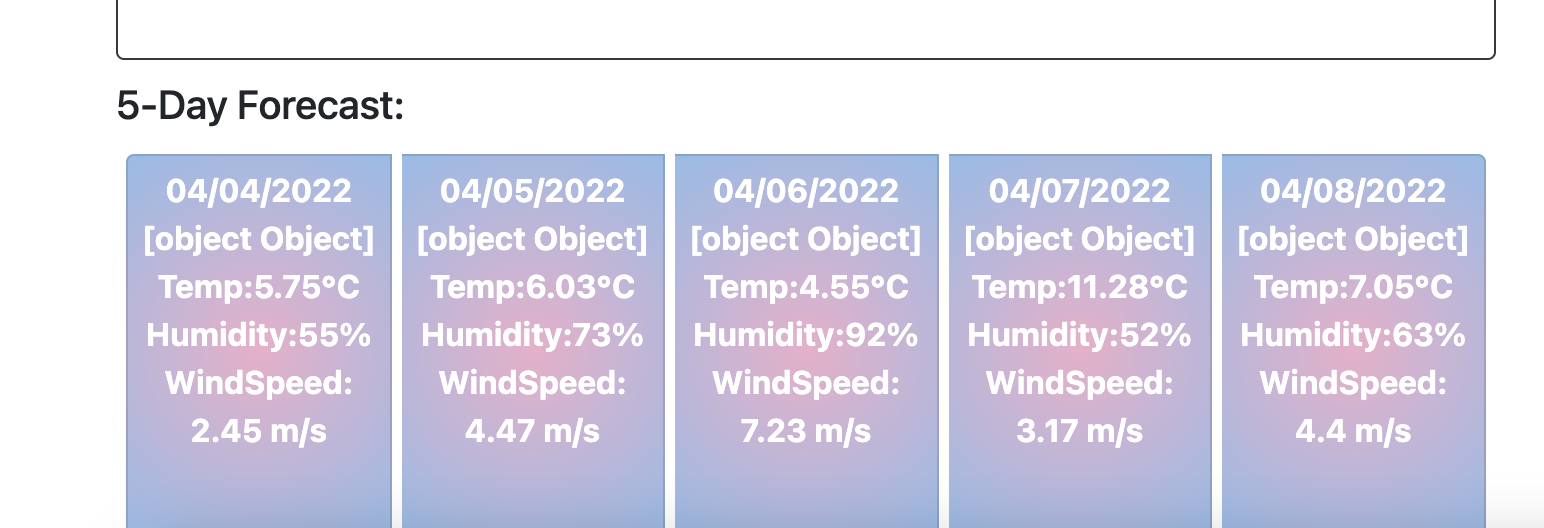 5-Day Forecast:
04/04/2022
[object Object]
Temp:5.75°C
Humidity:55%
WindSpeed:
2.45 m/s
04/05/2022
[object Object]
Temp:6.03°C
Humidity:73%
WindSpeed:
4.47 m/s
04/06/2022
[object Object]
Temp:4.55°C
Humidity:92%
WindSpeed:
7.23 m/s
04/07/2022
[object Object]
Temp:11.28°C
Humidity:52%
WindSpeed:
3.17 m/s
04/08/2022
[object Object]
Temp:7.05°C
Humidity:63%
WindSpeed:
4.4 m/s